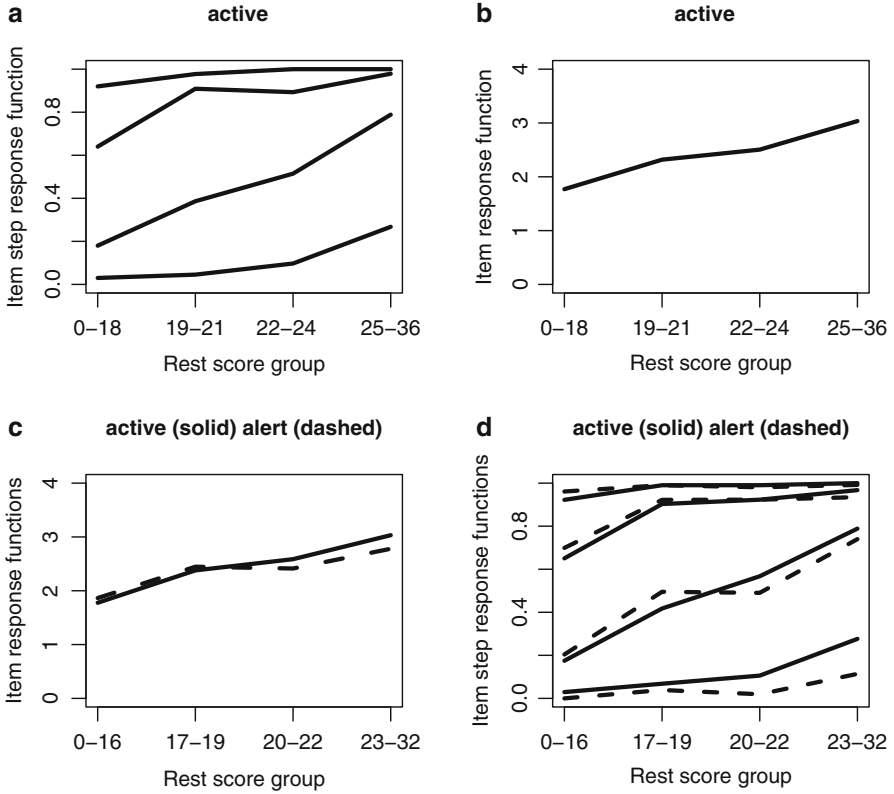 a
active
Item step response function
0.0
0.4
0.8
0–18
19–21
22–24
25–36
Rest score group
b
active
Item response function
0
1
2
3
4
0–18
19–21
22–24
25–36
Rest score group
c
active (solid) alert (dashed)
Item response functions
0
1
2
3
4
0–16
17–19
20–22
23–32
Rest score group
d
active (solid) alert (dashed)
Item step response functions
0.0
0.4
0.8
0–16
17–19
20–22
23–32
Rest score group